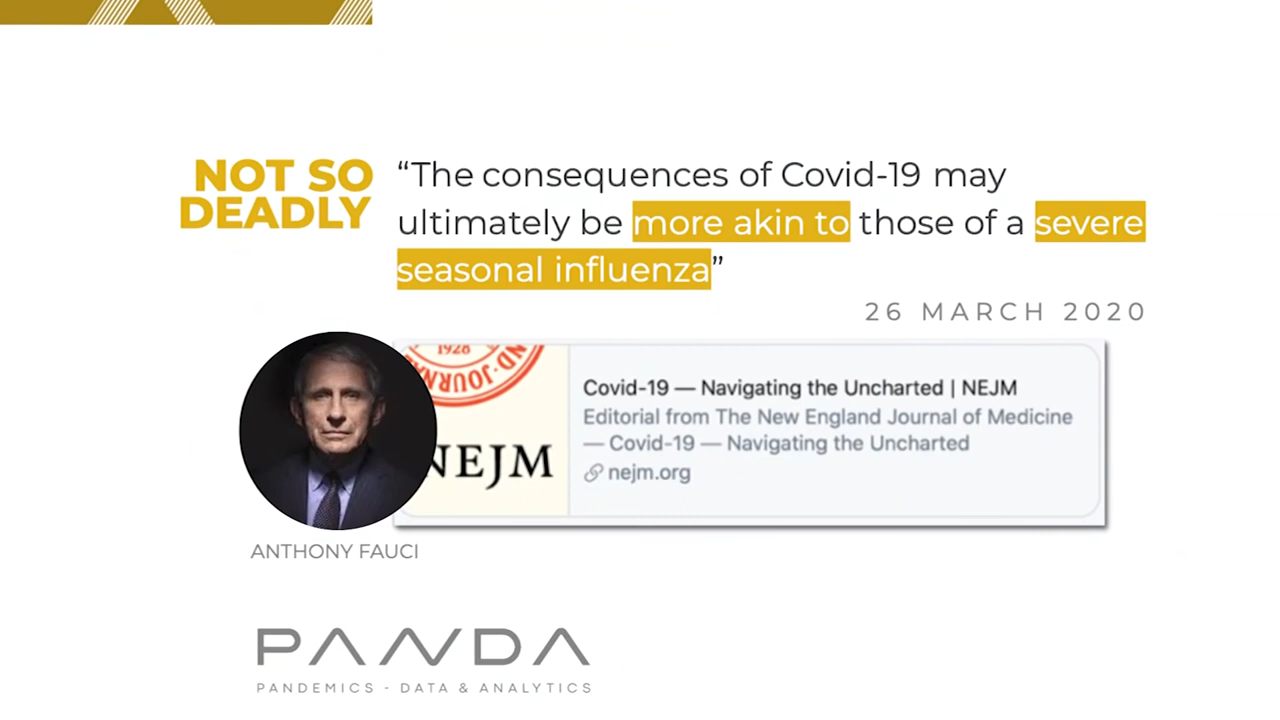 NOT SO
DEADLY
“The consequences of Covid-19 may
ultimately be more akin to those of a severe
seasonal influenza”
26 MARCH 2020
1928
JOURNAL
NEJM
Covid-19 — Navigating the Uncharted | NEJM
Editorial from The New England Journal of Medicine
— Covid-19 — Navigating the Uncharted
nejm.org
ANTHONY FAUCI
PANDA
PANDEMICS - DATA & ANALYTICS